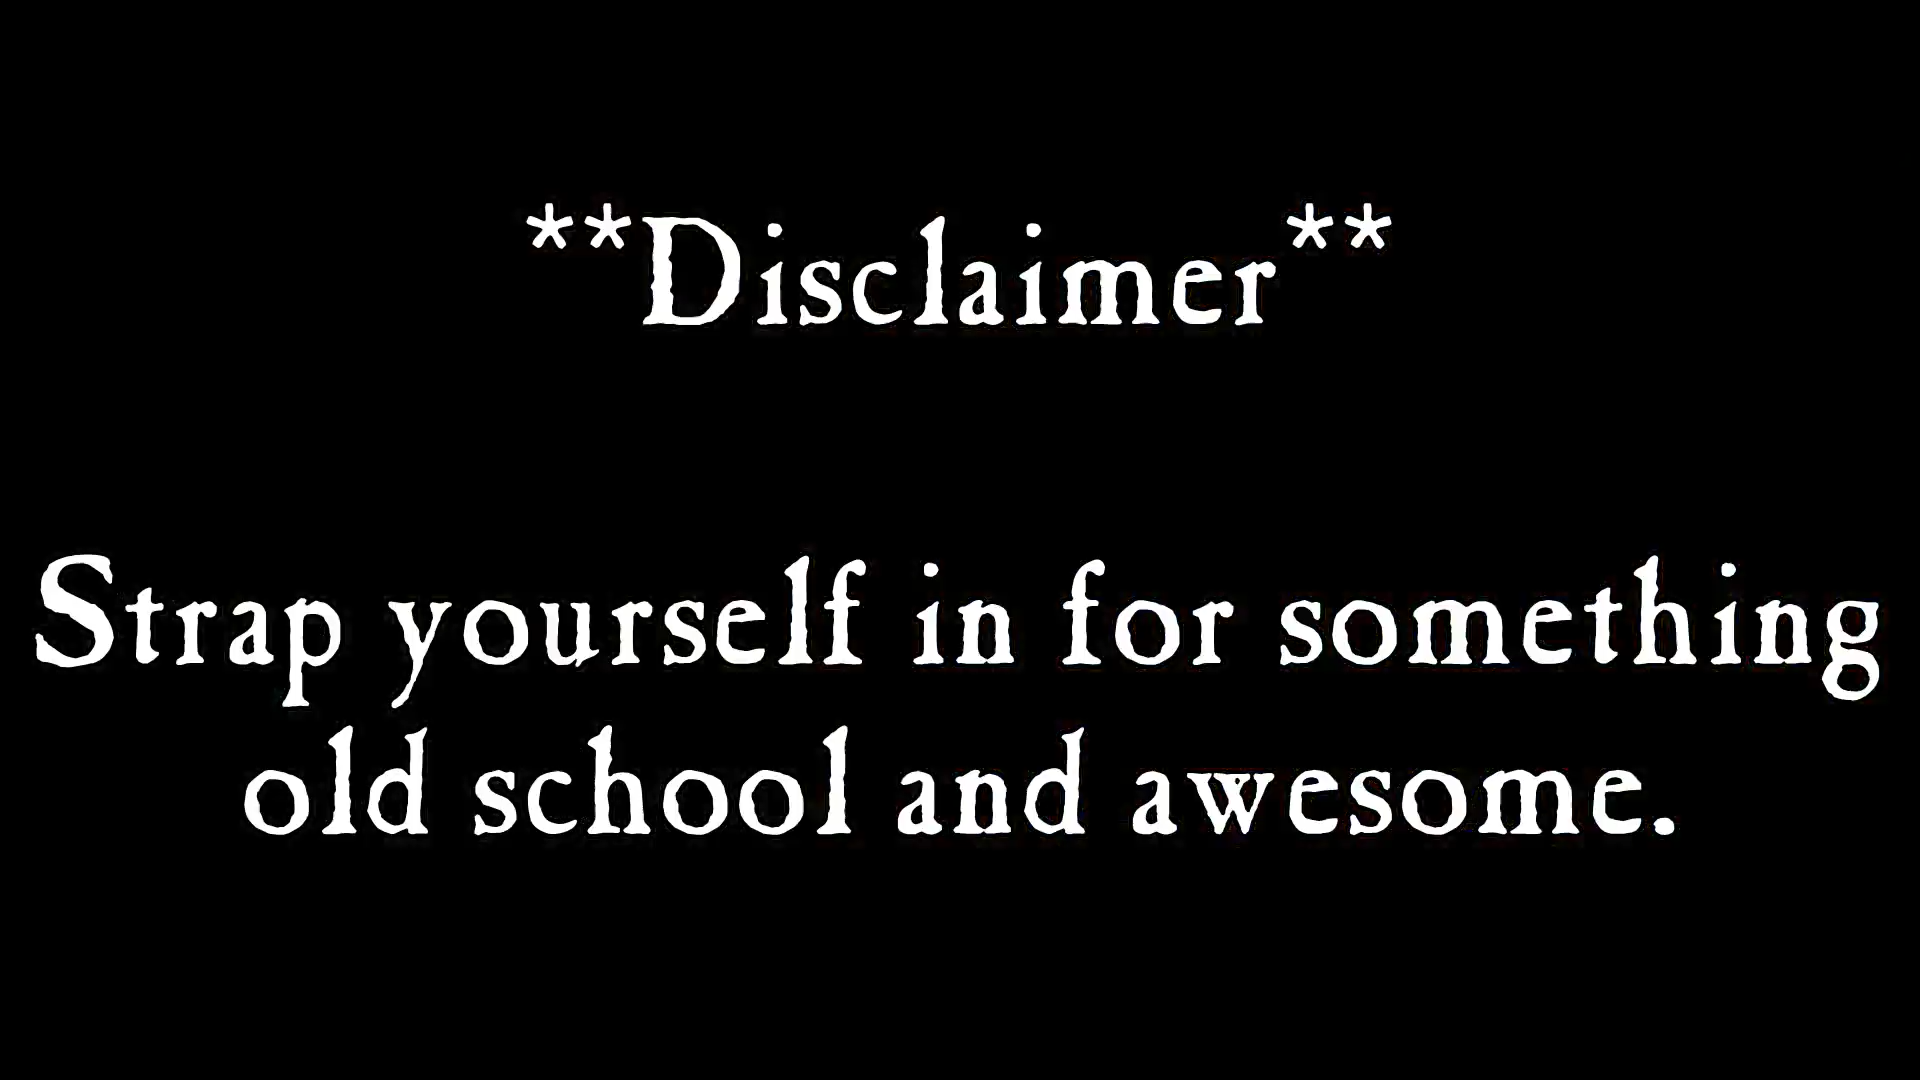 **Disclaimer**
Strap yourself in for something
old school and awesome.